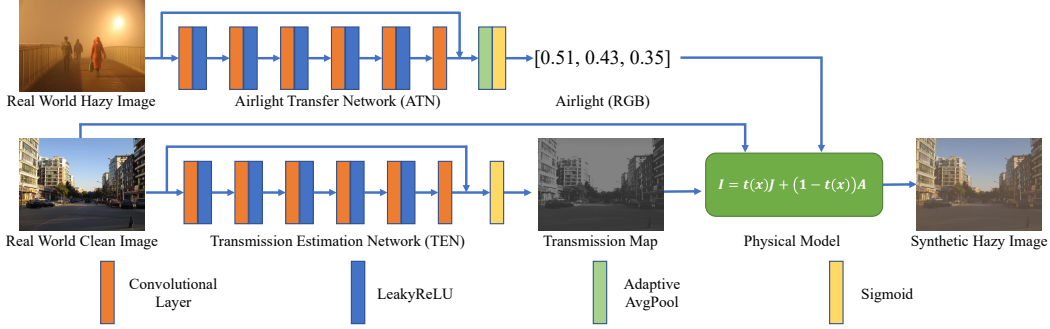 [0.51, 0.43, 0.35]
Real World Hazy Image
Airlight Transfer Network (ATN)
Airlight (RGB)
I = t(x)J + (1 − t(x))A
Real World Clean Image
Transmission Estimation Network (TEN)
Transmission Map
Physical Model
Synthetic Hazy Image
Convolutional
Layer
LeakyReLU
Adaptive
AvgPool
Sigmoid